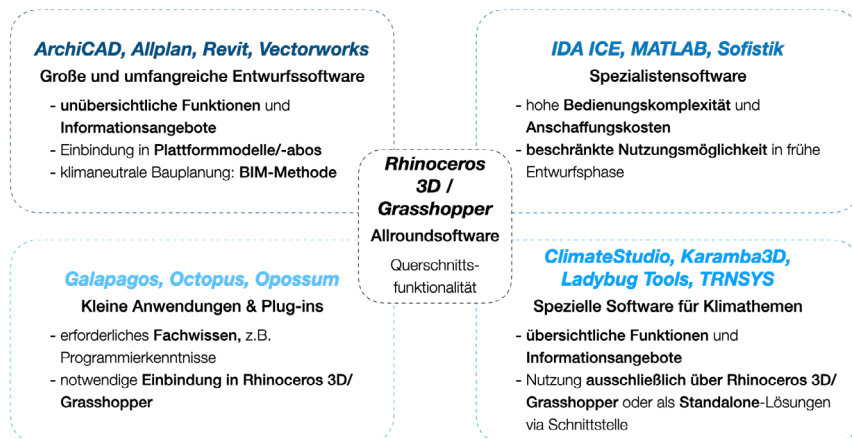 ArchiCAD, Allplan, Revit, Vectorworks
Große und umfangreiche Entwurfssoftware
- unübersichtliche Funktionen und
Informationsangebote
- Einbindung in Plattformmodelle/-abos
- klimaneutrale Bauplanung: BIM-Methode
IDA ICE, MATLAB, Sofistik
Spezialistensoftware
- hohe Bedienungskomplexität und
Anschaffungskosten
- beschränkte Nutzungsmöglichkeit in frühe
Entwurfsphase
Rhinoceros
3D /
Grasshopper
Allroundsoftware
Querschnitts-
funktionalität
Galapagos, Octopus, Opossum
Kleine Anwendungen & Plug-ins
- erforderliches Fachwissen, z.B.
Programmierkenntnisse
- notwendige Einbindung in Rhinoceros 3D/
Grasshopper
ClimateStudio, Karamba3D,
Ladybug Tools, TRNSYS
Spezielle Software für Klimathemen
- übersichtliche Funktionen und
Informationsangebote
- Nutzung ausschließlich über Rhinoceros 3D/
Grasshopper oder als Standalone-Lösungen
via Schnittstelle